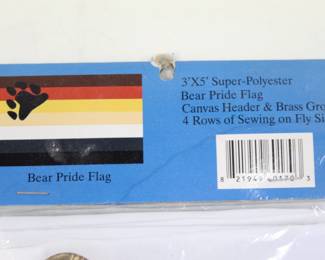 3'X5' Super-Polyester
Bear Pride Flag
Canvas Header & Brass Gro
4 Rows of Sewing on Fly Si
Bear Pride Flag